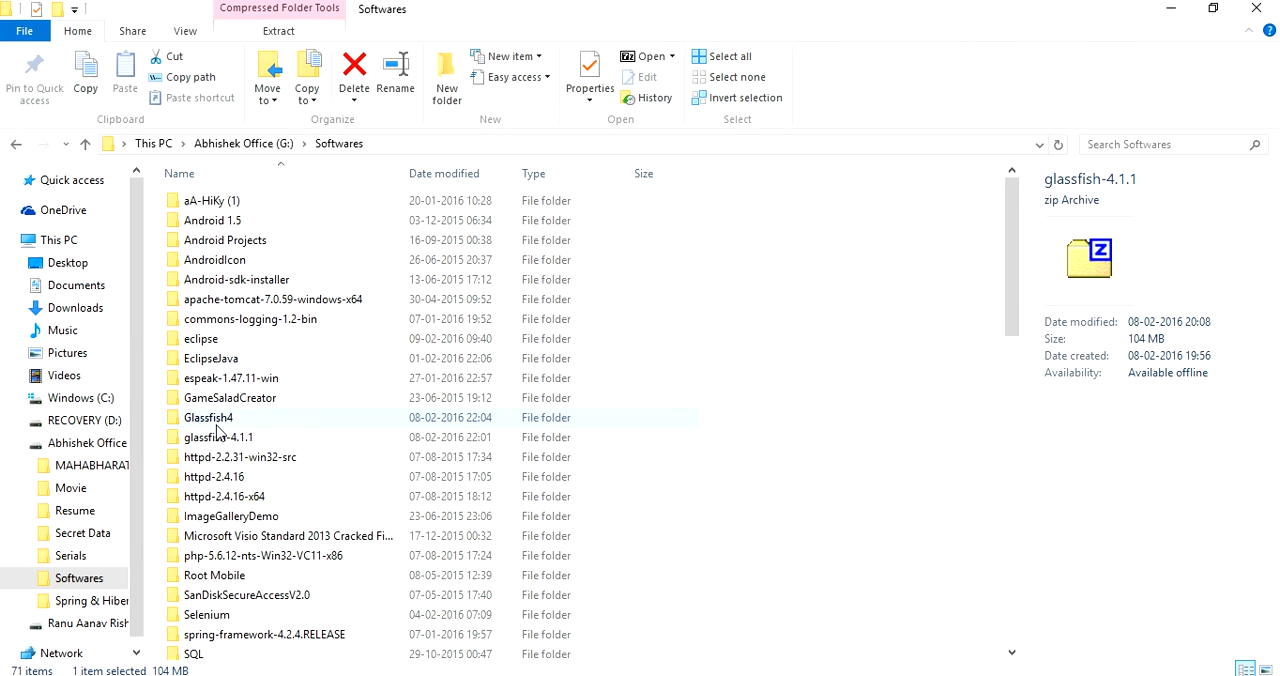 Compressed Folder Tools
Softwares
File
Home
Share
View
Extract
Pin to Quick access
Copy
Paste
Cut
Copy path
Paste shortcut
Clipboard
Move to
Copy to
Delete
Rename
Organize
New folder
New item
Easy access
New
Properties
Open
Edit
History
Open
Select all
Select none
Invert selection
Select
This PC > Abhishek Office (G:) > Softwares
Search Softwares
Quick access
OneDrive
This PC
Desktop
Documents
Downloads
Music
Pictures
Videos
Windows (C:)
RECOVERY (D:)
Abhishek Office
MAHABHARAT
Movie
Resume
Secret Data
Serials
Softwares
Spring & Hiber
Ranu Aanav Rish
Network
Name Date modified Type Size
aA-HiKy (1) 20-01-2016 10:28 File folder
Android 1.5 03-12-2015 06:34 File folder
Android Projects 16-09-2015 00:38 File folder
AndroidIcon 26-06-2015 20:37 File folder
Android-sdk-installer 13-06-2015 17:12 File folder
apache-tomcat-7.0.59-windows-x64 30-04-2015 09:52 File folder
commons-logging-1.2-bin 07-01-2016 19:52 File folder
eclipse 09-02-2016 09:40 File folder
EclipseJava 01-02-2016 22:06 File folder
espeak-1.47.11-win 27-01-2016 22:57 File folder
GameSaladCreator 23-06-2015 19:12 File folder
Glassfish4 08-02-2016 22:04 File folder
glassfish-4.1.1 08-02-2016 22:01 File folder
httpd-2.2.31-win32-src 07-08-2015 17:34 File folder
httpd-2.4.16 07-08-2015 17:05 File folder
httpd-2.4.16-x64 07-08-2015 18:12 File folder
ImageGalleryDemo 23-06-2015 23:06 File folder
Microsoft Visio Standard 2013 Cracked Fi... 17-12-2015 00:32 File folder
php-5.6.12-nts-Win32-VC11-x86 07-08-2015 17:24 File folder
Root Mobile 08-05-2015 12:39 File folder
SanDiskSecureAccessV2.0 07-05-2015 17:40 File folder
Selenium 04-02-2016 07:09 File folder
spring-framework-4.2.4.RELEASE 07-01-2016 19:57 File folder
SQL 29-10-2015 00:47 File folder
glassfish-4.1.1
zip Archive
Z
Date modified: 08-02-2016 20:08
Size: 104 MB
Date created: 08-02-2016 19:56
Availability: Available offline
71 items 1 item selected 104 MB